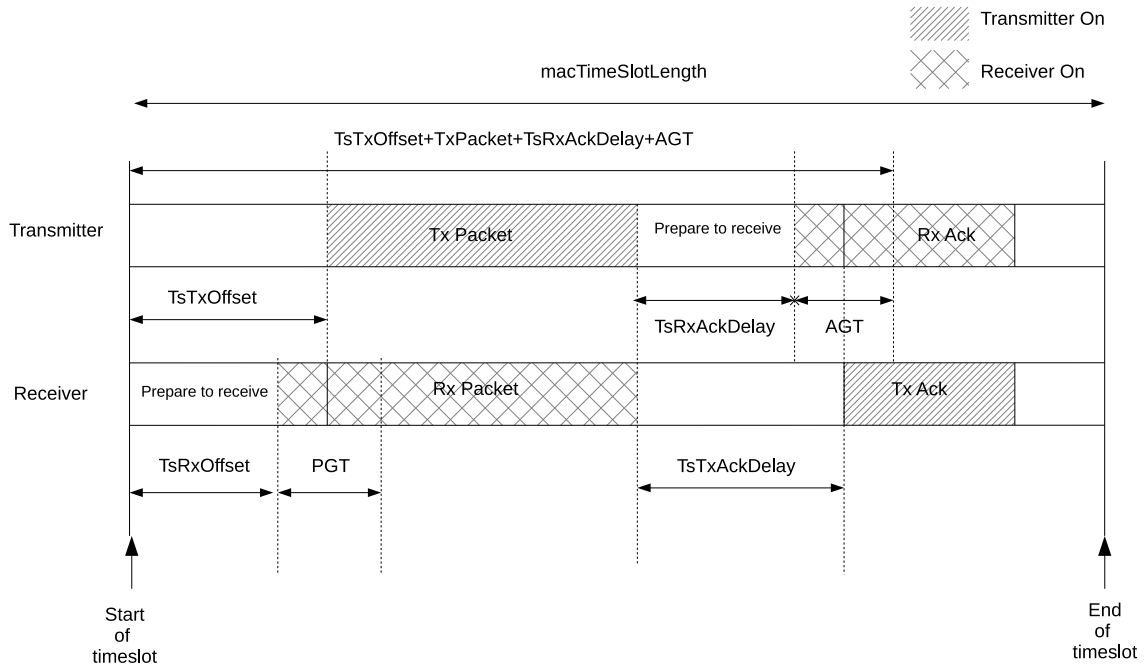 Transmitter On
macTimeSlotLength
Receiver On
TsTxOffset+TxPacket+TsRxAckDelay+AGT
Transmitter
Tx Packet
Prepare to receive
Rx Ack
TsTxOffset
TsRxAckDelay
AGT
Receiver
Prepare to receive
Rx Packet
Tx Ack
TsRxOffset
PGT
TsTxAckDelay
Start
of
timeslot
End
of
timeslot